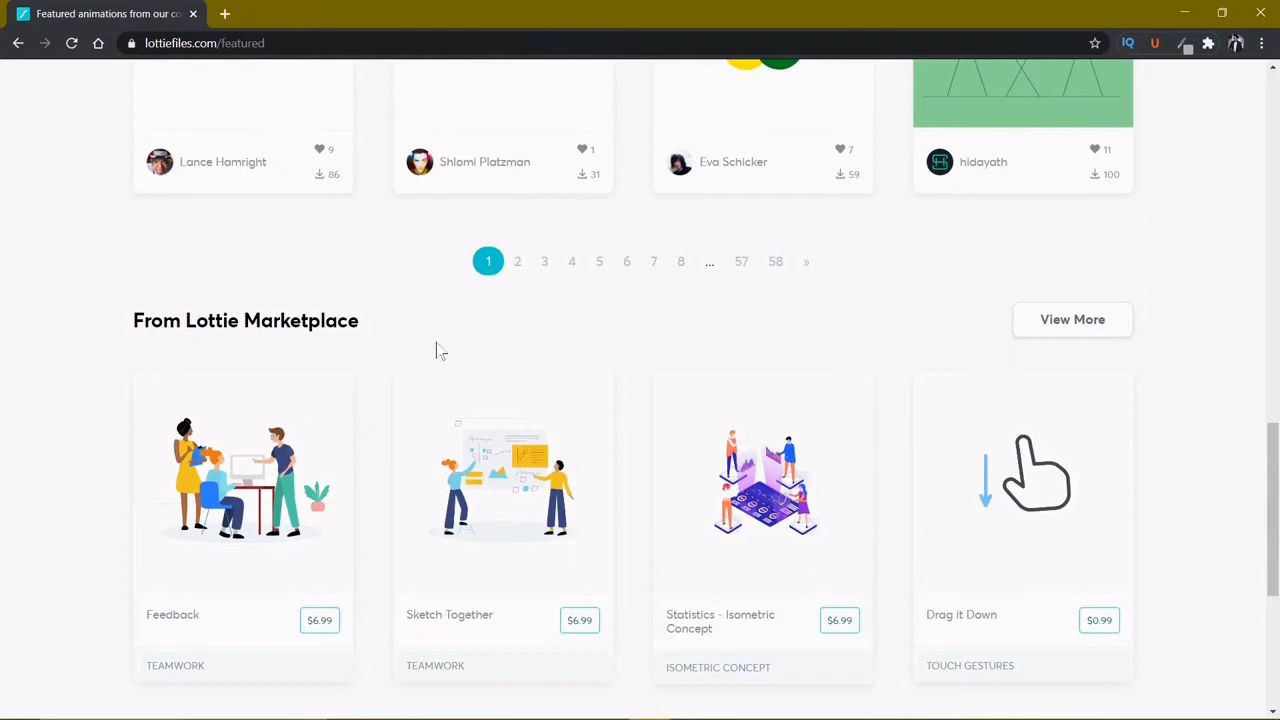 Featured animations from our co
lottiefiles.com/featured
Lance Hamright
9
86
Shlomi Platzman
1
31
Eva Schicker
7
59
hidayath
11
100
1 2 3 4 5 6 7 8 ... 57 58 »
From Lottie Marketplace
View More
Feedback
$6.99
TEAMWORK
Sketch Together
$6.99
TEAMWORK
Statistics - Isometric
Concept
$6.99
ISOMETRIC CONCEPT
Drag it Down
$0.99
TOUCH GESTURES